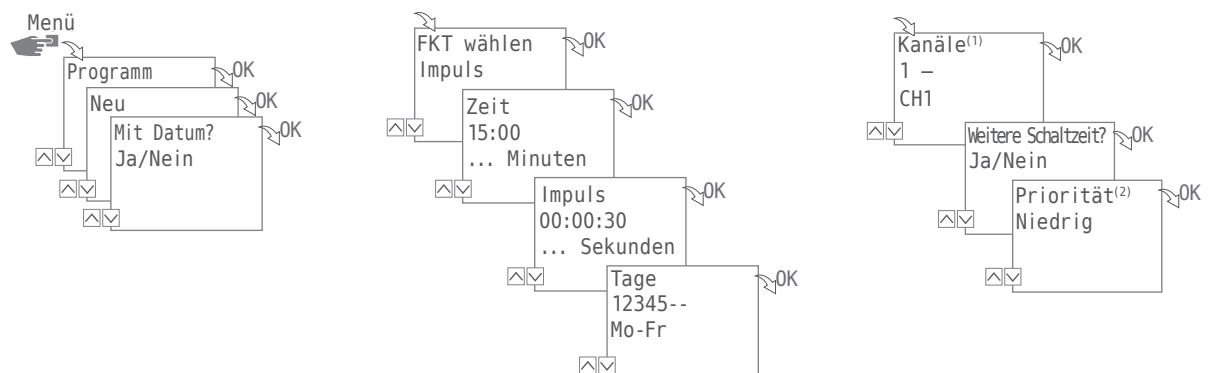 Menü
Programm
OK
Neu
OK
Mit Datum?
OK
Ja/Nein
FKT wählen
OK
Impuls
Zeit
OK
15:00
... Minuten
Impuls
OK
00:00:30
... Sekunden
Tage
OK
12345--
Mo-Fr
Kanäle(1)
OK
1 –
CH1
Weitere Schaltzeit?
OK
Ja/Nein
Priorität(2)
OK
Niedrig